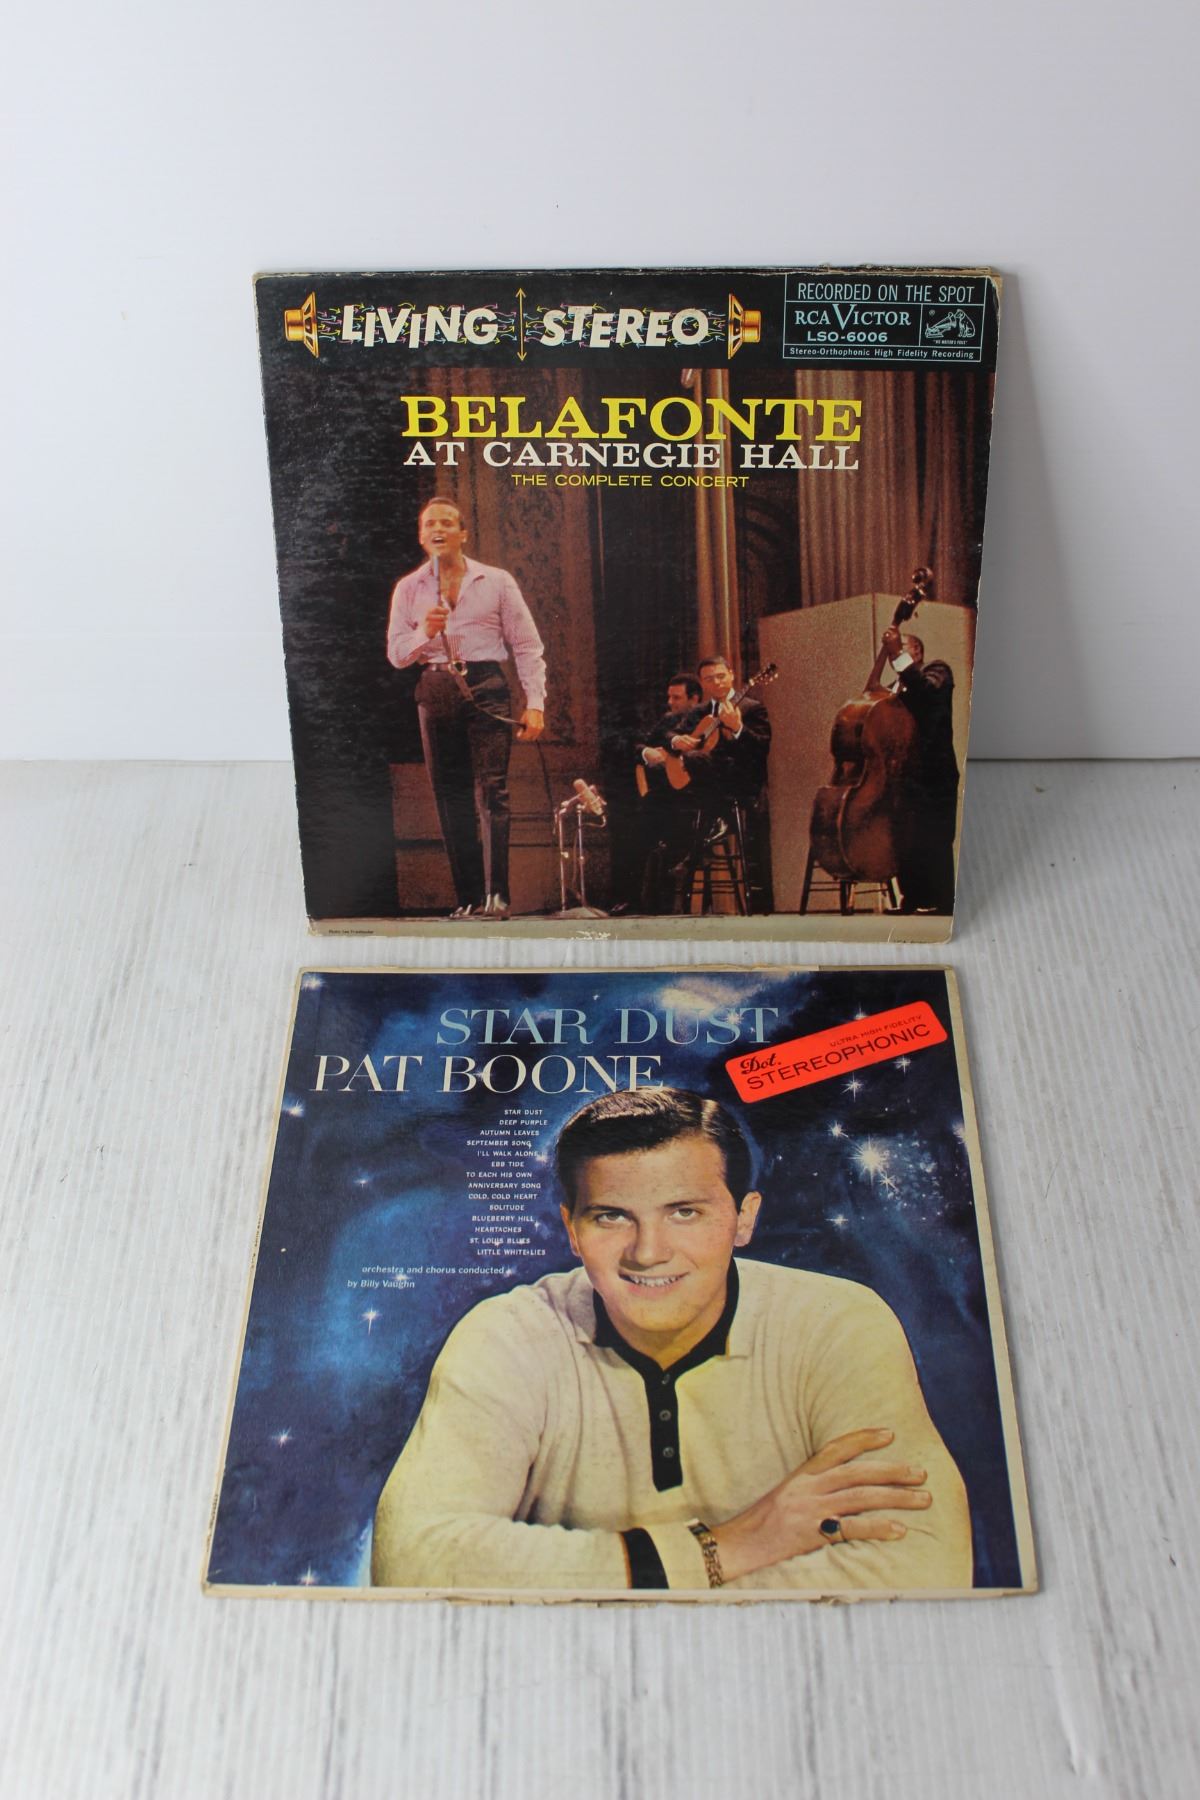 LIVING STEREO
RECORDED ON THE SPOT
RCA VICTOR
®
LSO-6006
"HIS MASTER'S VOICE"
Stereo-Orthophonic High Fidelity Recording
BELAFONTE
AT CARNEGIE HALL
THE COMPLETE CONCERT
STAR DUST
PAT BOONE
Dot.
ULTRA HIGH FIDELITY
STEREOPHONIC
STAR DUST
DEEP PURPLE
AUTUMN LEAVES
SEPTEMBER SONG
I'LL WALK ALONE
EBB TIDE
TO EACH HIS OWN
ANNIVERSARY SONG
COLD, COLD HEART
SOLITUDE
BLUEBERRY HILL
HEARTACHES
ST. LOUIS BLUES
LITTLE WHITE LIES
orchestra and chorus conducted
by Billy Vaughn